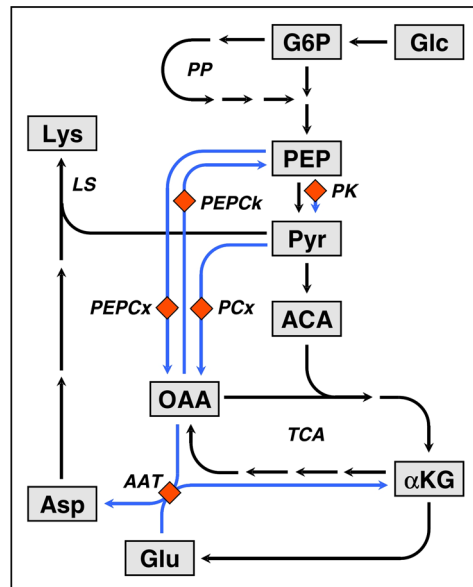 G6P Glc
PP
Lys
PEP
LS
PEPCk PK
Pyr
PEPCx PCx
ACA
OAA
TCA
AAT
αKG
Asp
Glu